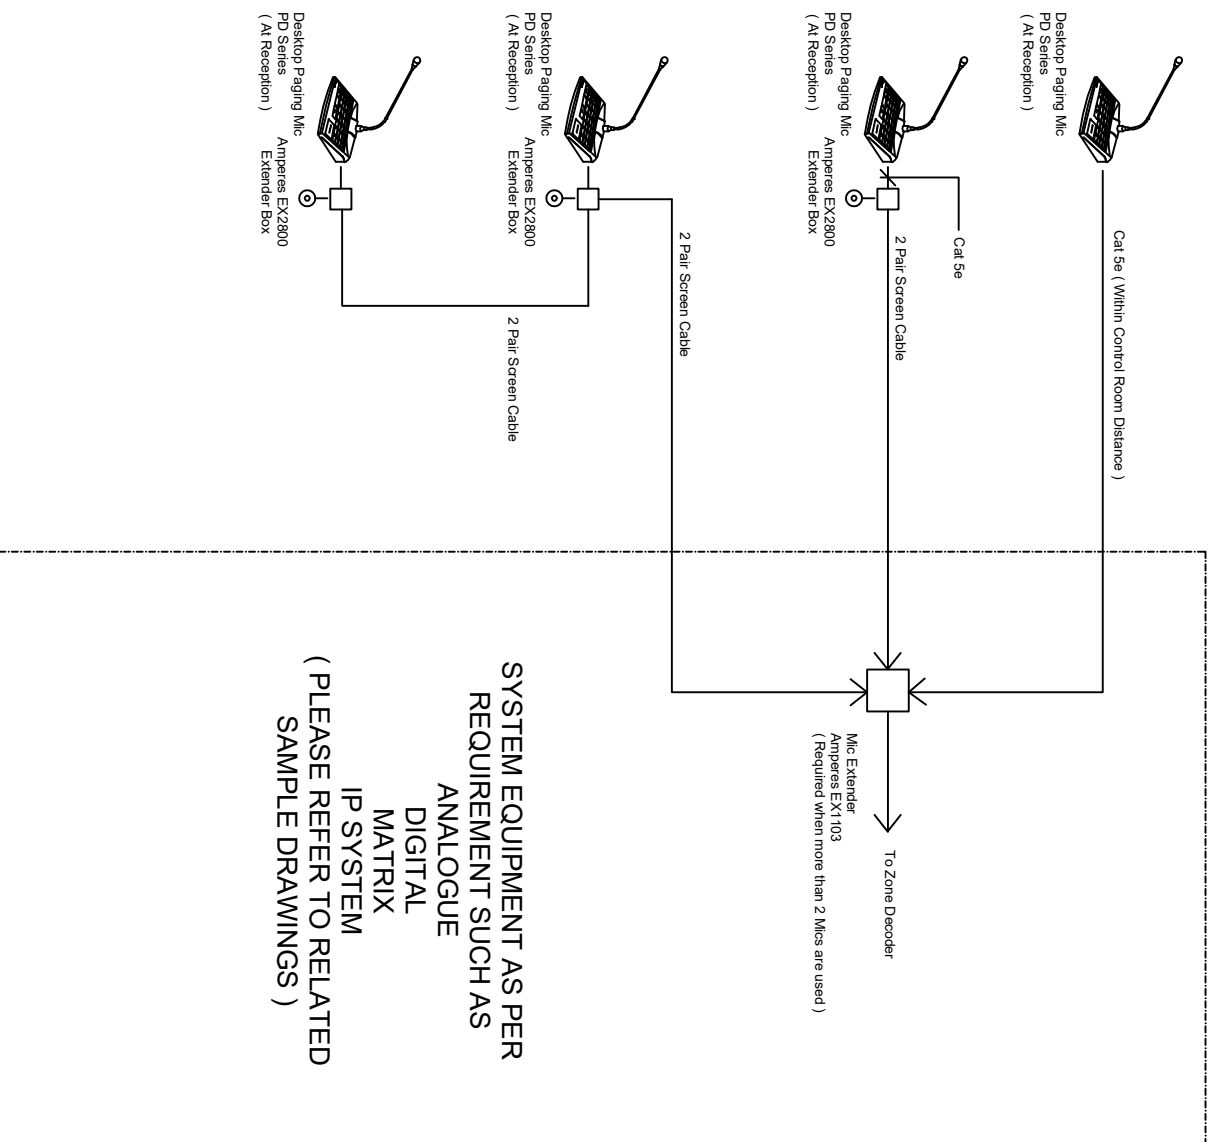 Desktop Paging Mic
PD Series
( At Reception )
Cat 5e ( Within Control Room Distance )
Desktop Paging Mic
PD Series
( At Reception )
Amperes EX2800
Extender Box
Cat 5e
2 Pair Screen Cable
To Zone Decoder
Mic Extender
Amperes EX1103
( Required when more than 2 Mics are used )
Desktop Paging Mic
PD Series
( At Reception )
Amperes EX2800
Extender Box
2 Pair Screen Cable
2 Pair Screen Cable
Desktop Paging Mic
PD Series
( At Reception )
Amperes EX2800
Extender Box
SYSTEM EQUIPMENT AS PER
REQUIREMENT SUCH AS
ANALOGUE
DIGITAL
MATRIX
IP SYSTEM
( PLEASE REFER TO RELATED
SAMPLE DRAWINGS )